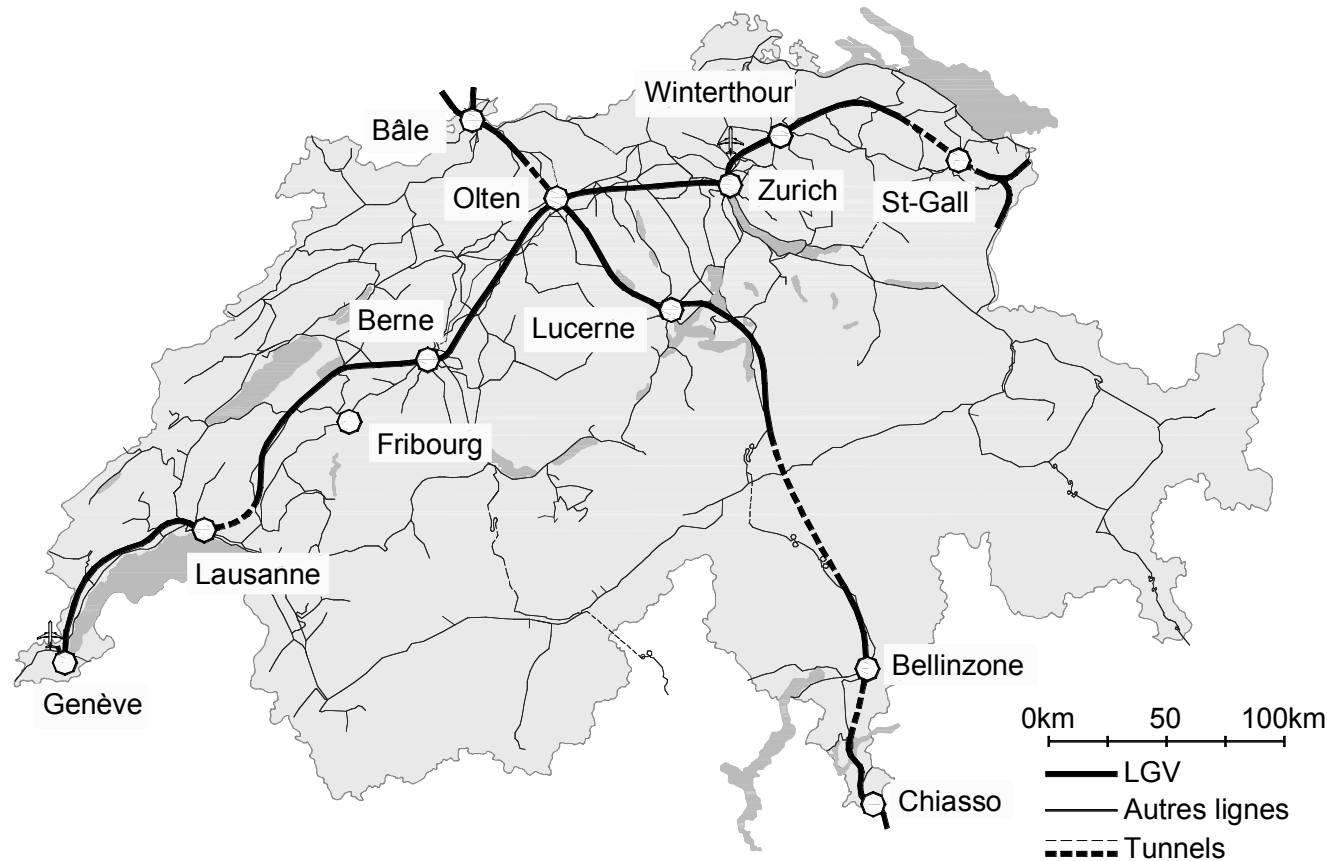 Winterthour
Bâle
Olten
Zurich
St-Gall
Berne
Lucerne
Fribourg
Lausanne
Genève
Bellinzone
0km 50 100km
LGV
Chiasso
Autres lignes
Tunnels